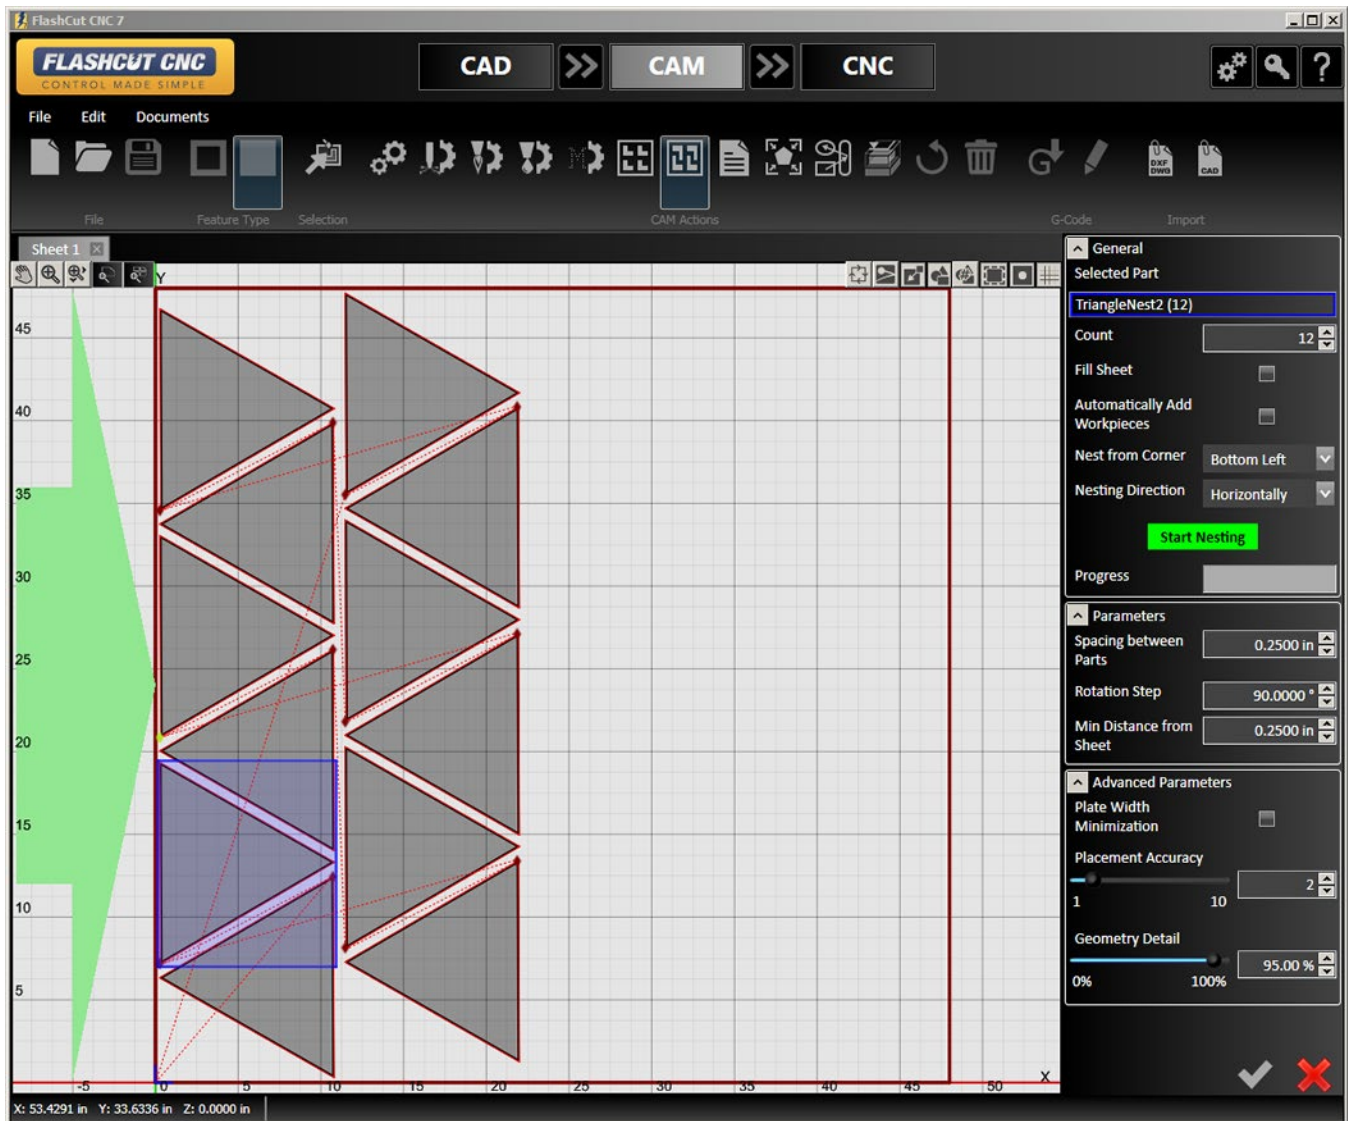 FlashCut CNC 7
FLASHCUT CNC
CONTROL MADE SIMPLE
CAD
CAM
CNC
?
File Edit Documents
DXF
DWG
CAD
G
File
Feature Type
Selection
CAM Actions
G-Code
Import
Sheet 1
Y
45
40
35
30
25
20
15
10
5
-5
0
5
10
15
20
25
30
35
40
45
50
X
General
Selected Part
TriangleNest2 (12)
Count 12
Fill Sheet
Automatically Add
Workpieces
Nest from Corner Bottom Left
Nesting Direction Horizontally
Start Nesting
Progress
Parameters
Spacing between
Parts 0.2500 in
Rotation Step 90.0000 °
Min Distance from
Sheet 0.2500 in
Advanced Parameters
Plate Width
Minimization
Placement Accuracy
2
1 10
Geometry Detail
95.00 %
0% 100%
X: 53.4291 in Y: 33.6336 in Z: 0.0000 in